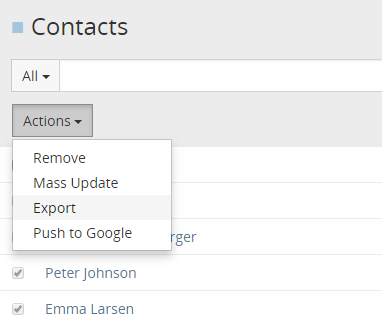 Contacts
All
Actions
Remove
Mass Update
Export
Push to Google
rger
Peter Johnson
Emma Larsen